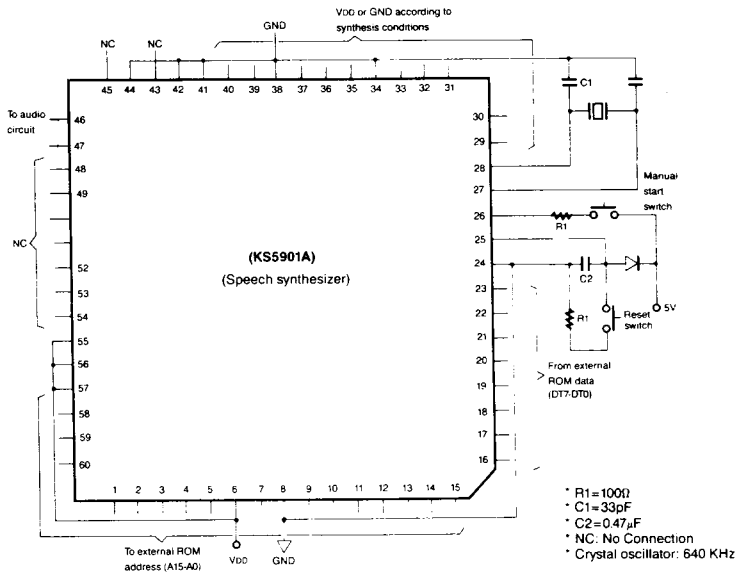 VDD or GND according to
synthesis conditions
GND
NC NC
45 44 43 42 41 40 39 38 37 36 35 34 33 32 31
C1
To audio
circuit
46
47
48
49
NC
52
53
54
55
56
57
58
59
60
(KS5901A)
(Speech synthesizer)
30
29
28
27
26
25
24
23
22
21
20
19
18
17
16
Manual
start
switch
R1
C2
5V
R1
Reset
switch
From external
ROM data
(DT7-DT0)
1 2 3 4 5 6 7 8 9 10 11 12 13 14 15
To external ROM
address (A15-A0)
VDD
GND
* R1=100Ω
* C1=33pF
* C2=0.47μF
* NC: No Connection
* Crystal oscillator: 640 KHz